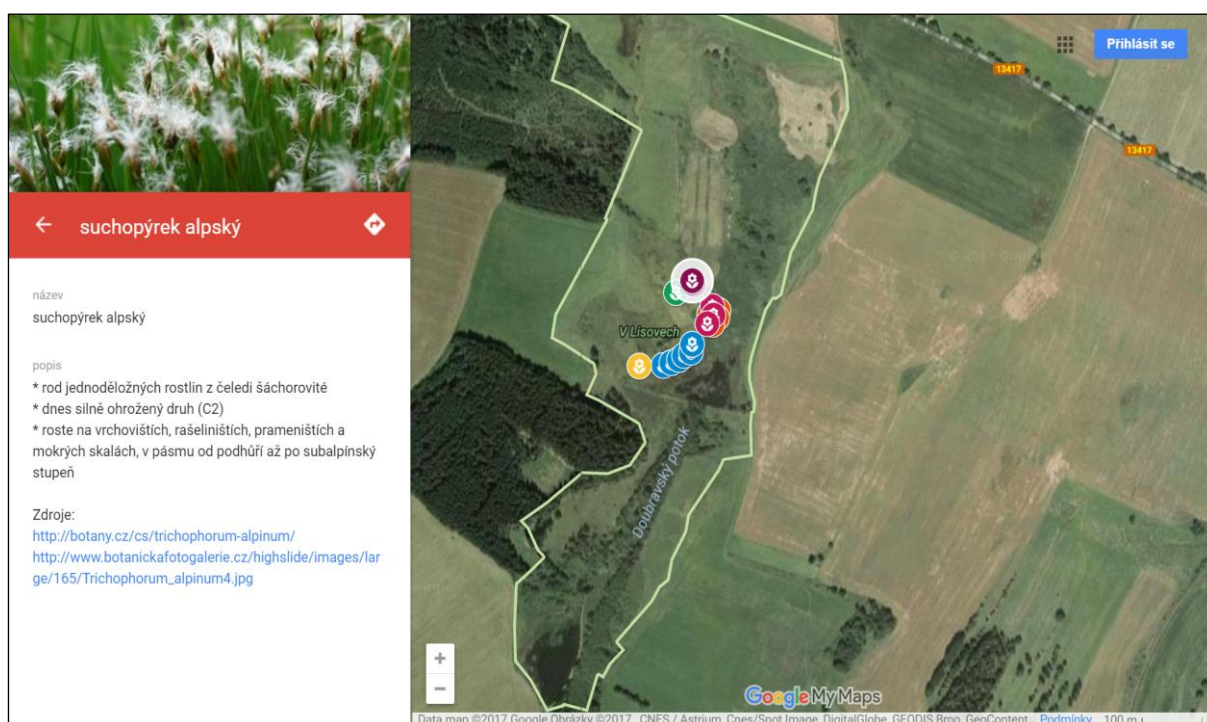 suchopýrek alpský
název
suchopýrek alpský
popis
* rod jednoděložných rostlin z čeledi šáchorovité
* dnes silně ohrožený druh (C2)
* roste na vrchovištích, rašeliništích, prameništích a
mokrých skalách, v pásmu od podhůří až po subalpínský
stupeň
Zdroje:
http://botany.cz/cs/trichophorum-alpinum/
http://www.botanickafotogalerie.cz/highslide/images/lar
ge/165/Trichophorum_alpinum4.jpg
Přihlásit se
13417
13417
V Lisovech
Doubravský potok
+
−
Google My Maps
Data map ©2017 Google Obrázky ©2017 , CNES / Astrium, Cnes/Spot Image, DigitalGlobe, GEODIS Brno, GeoContent Podmínky 100 m